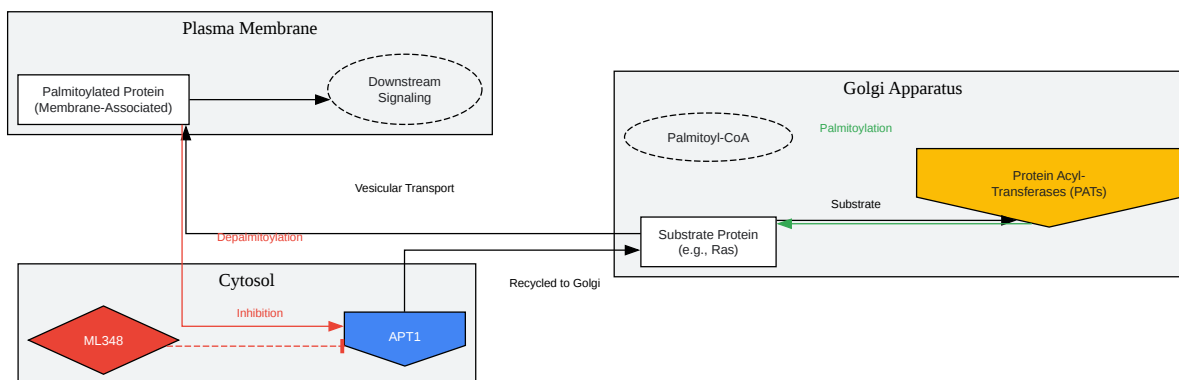 Plasma Membrane
Palmitoylated Protein
(Membrane-Associated)
Downstream
Signaling
Golgi Apparatus
Palmitoyl-CoA
Palmitoylation
Protein Acyl-
Transferases (PATs)
Vesicular Transport
Substrate
Substrate Protein
(e.g., Ras)
Depalmitoylation
Recycled to Golgi
Cytosol
Inhibition
ML348
APT1